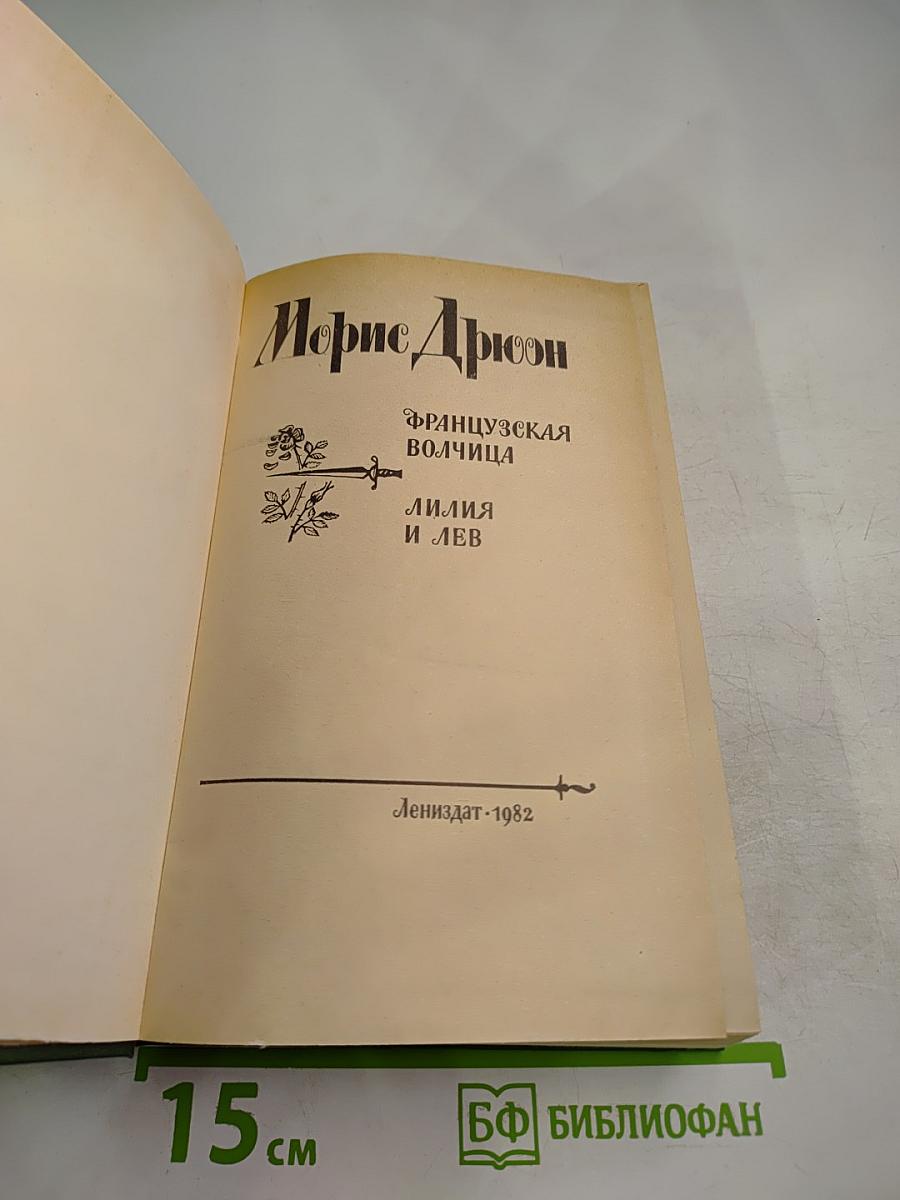 Морис Дрюон
ФРАНЦУЗСКАЯ
ВОЛЧИЦА
ЛИЛИЯ
И ЛЕВ
Лениздат·1982
15 см
БФ БИБЛИОФАН